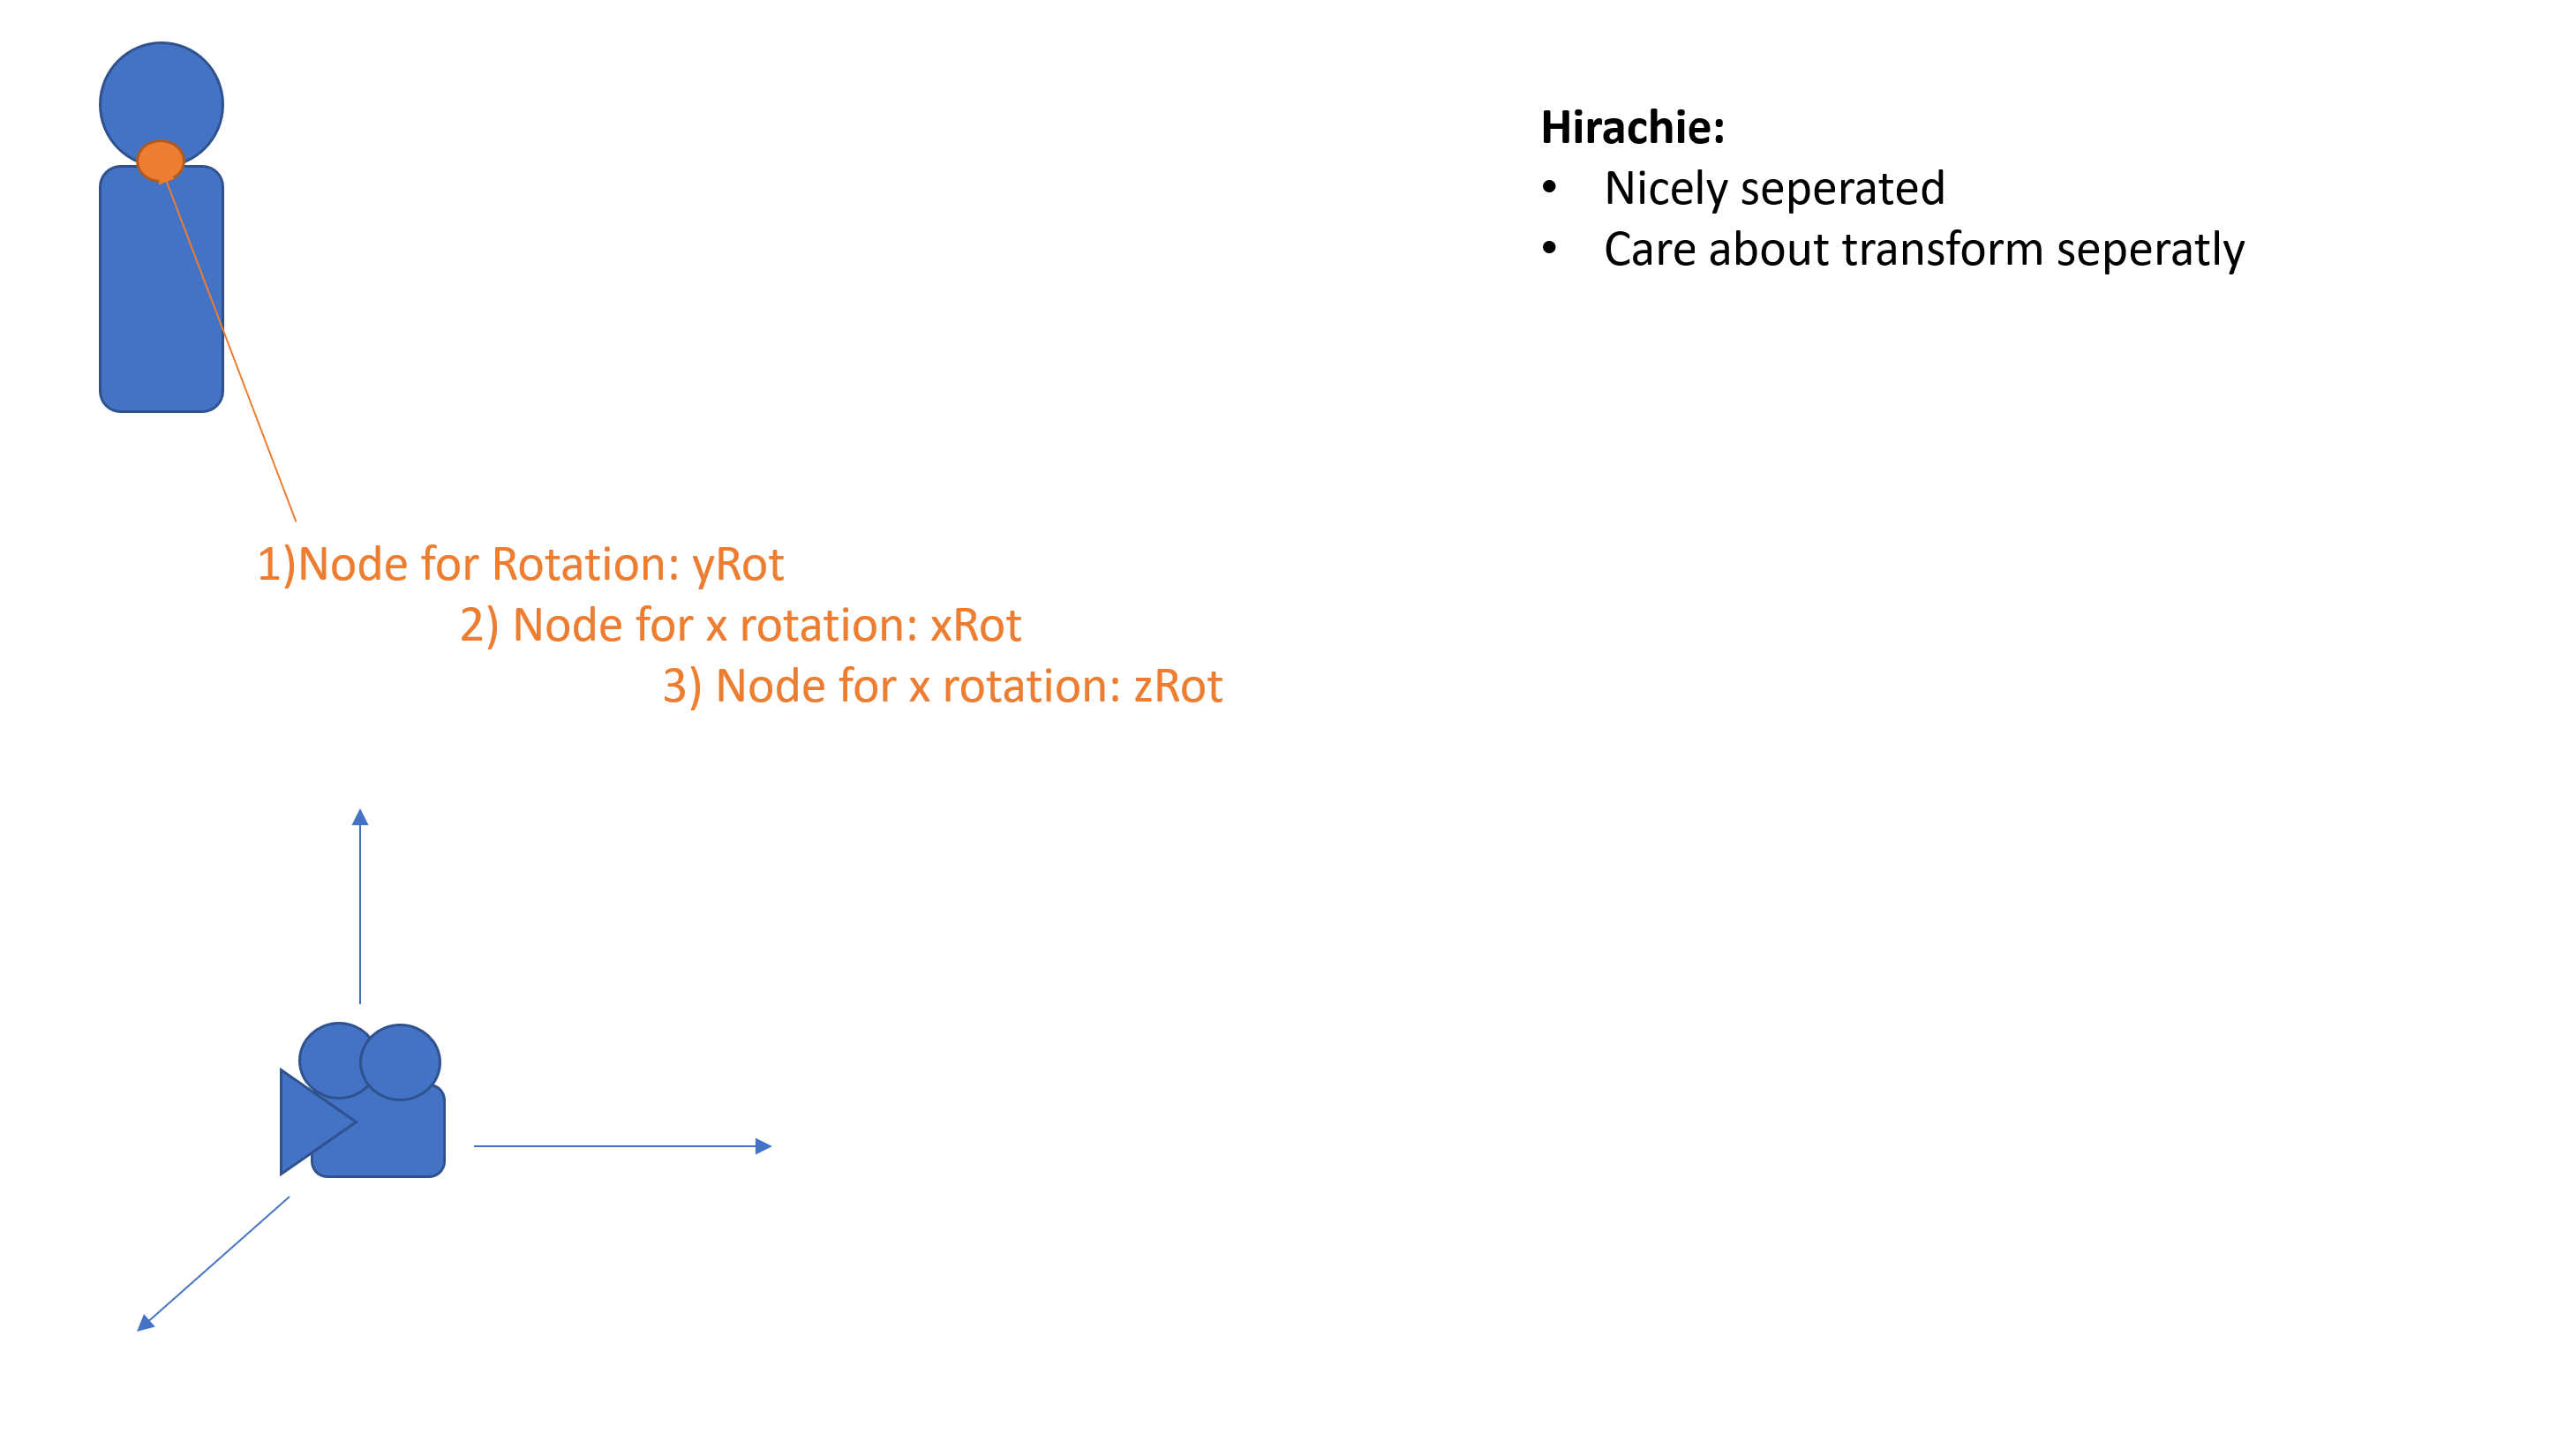 Hirachie:
• Nicely seperated
• Care about transform seperatly
1)Node for Rotation: yRot
2) Node for x rotation: xRot
3) Node for x rotation: zRot